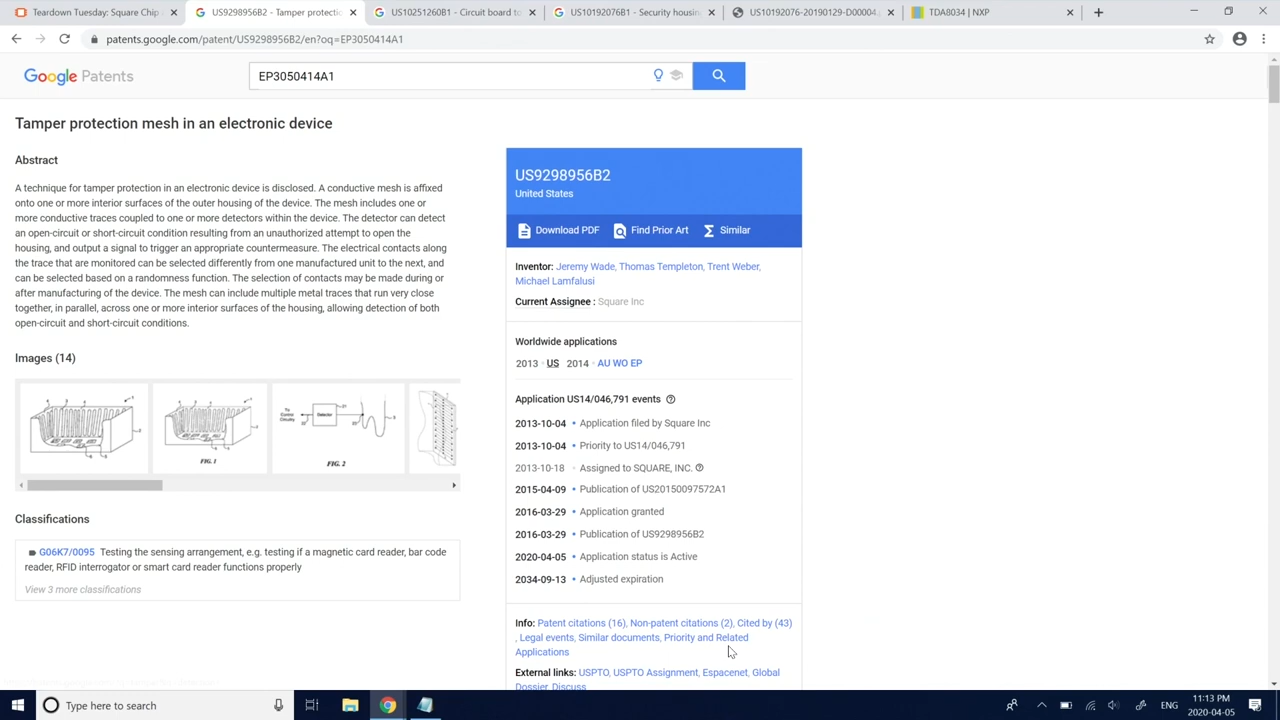 Teardown Tuesday: Square Chip a
US9298956B2 - Tamper protectio
US10251260B1 - Circuit board to
US10192076B1 - Security housin
US10192076-20190129-D00004.
TDA8034 | NXP
patents.google.com/patent/US9298956B2/en?oq=EP3050414A1
Google Patents
EP3050414A1
Tamper protection mesh in an electronic device
Abstract
A technique for tamper protection in an electronic device is disclosed. A conductive mesh is affixed
onto one or more interior surfaces of the outer housing of the device. The mesh includes one or
more conductive traces coupled to one or more detectors within the device. The detector can detect
an open-circuit or short-circuit condition resulting from an unauthorized attempt to open the
housing, and output a signal to trigger an appropriate countermeasure. The electrical contacts along
the trace that are monitored can be selected differently from one manufactured unit to the next, and
can be selected based on a randomness function. The selection of contacts may be made during or
after manufacturing of the device. The mesh can include multiple metal traces that run very close
together, in parallel, across one or more interior surfaces of the housing, allowing detection of both
open-circuit and short-circuit conditions.
Images (14)
FIG. 1
To
Control
Circuitry
Detector
FIG. 2
Classifications
G06K7/0095 Testing the sensing arrangement, e.g. testing if a magnetic card reader, bar code
reader, RFID interrogator or smart card reader functions properly
View 3 more classifications
US9298956B2
United States
Download PDF
Find Prior Art
Similar
Inventor: Jeremy Wade, Thomas Templeton, Trent Weber,
Michael Lamfalusi
Current Assignee : Square Inc
Worldwide applications
2013 · US 2014 · AU WO EP
Application US14/046,791 events
2013-10-04 • Application filed by Square Inc
2013-10-04 • Priority to US14/046,791
2013-10-18 • Assigned to SQUARE, INC.
2015-04-09 • Publication of US20150097572A1
2016-03-29 • Application granted
2016-03-29 • Publication of US9298956B2
2020-04-05 • Application status is Active
2034-09-13 • Adjusted expiration
Info: Patent citations (16), Non-patent citations (2), Cited by (43)
, Legal events, Similar documents, Priority and Related
Applications
External links: USPTO, USPTO Assignment, Espacenet, Global
Dossier, Discuss
Type here to search
ENG
11:13 PM
2020-04-05